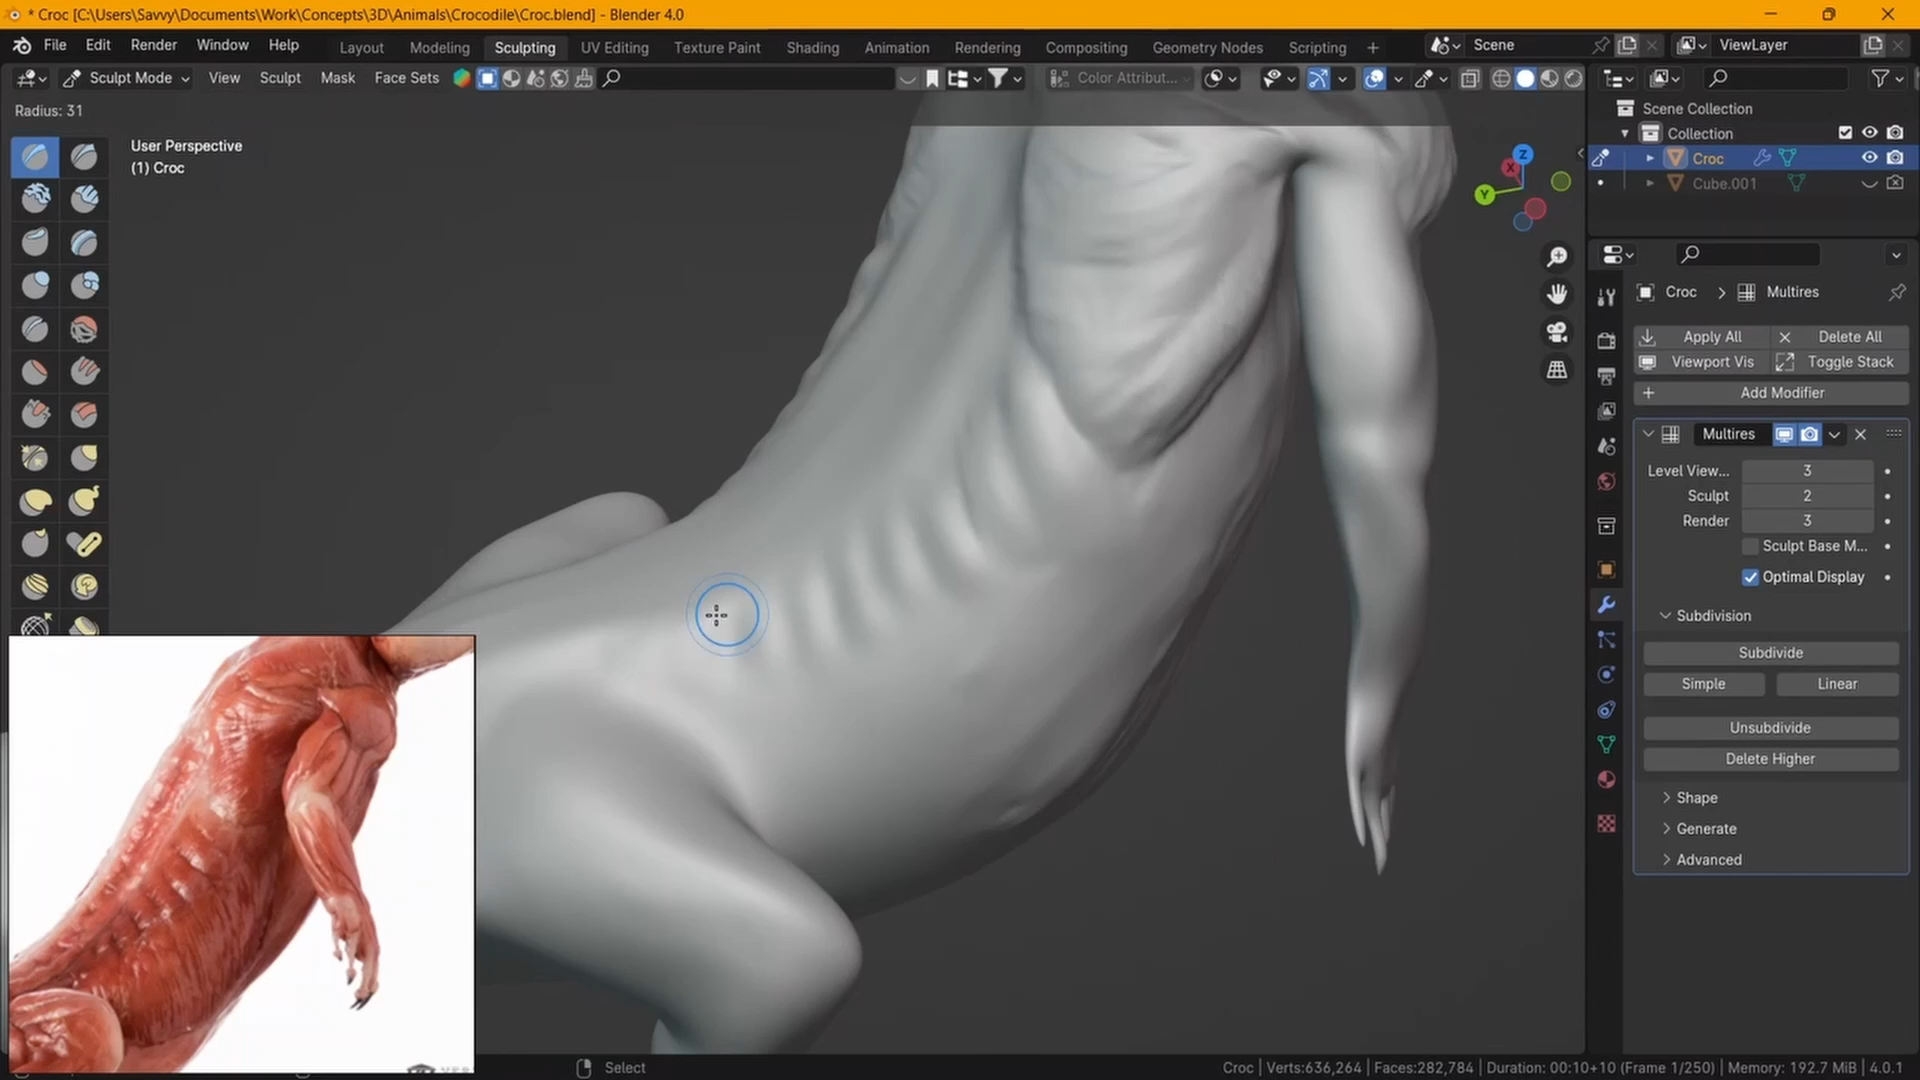 * Croc [C:\Users\Savvy\Documents\Work\Concepts\3D\Animals\Crocodile\Croc.blend] - Blender 4.0
File Edit Render Window Help Layout Modeling Sculpting UV Editing Texture Paint Shading Animation Rendering Compositing Geometry Nodes Scripting + Scene ViewLayer
Sculpt Mode View Sculpt Mask Face Sets Color Attribut...
Radius: 31
User Perspective
(1) Croc
Z
X
Y
Scene Collection
Collection
Croc
Cube.001
Croc > Multires
Apply All Delete All
Viewport Vis Toggle Stack
Add Modifier
Multires
Level View... 3
Sculpt 2
Render 3
Sculpt Base M...
Optimal Display
Subdivision
Subdivide
Simple Linear
Unsubdivide
Delete Higher
Shape
Generate
Advanced
Select
Croc | Verts:636,264 | Faces:282,784 | Duration: 00:10+10 (Frame 1/250) | Memory: 192.7 MiB | 4.0.1